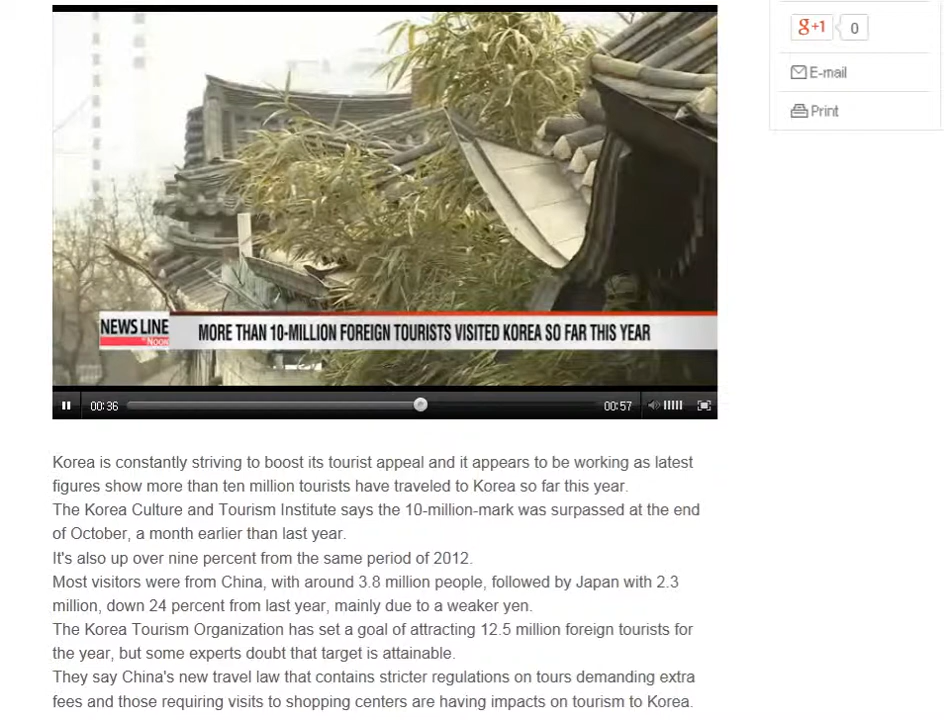 g+1 0
E-mail
Print
NEWS LINE
NOON
MORE THAN 10-MILLION FOREIGN TOURISTS VISITED KOREA SO FAR THIS YEAR
00:36 00:57
Korea is constantly striving to boost its tourist appeal and it appears to be working as latest
figures show more than ten million tourists have traveled to Korea so far this year.
The Korea Culture and Tourism Institute says the 10-million-mark was surpassed at the end
of October, a month earlier than last year.
It's also up over nine percent from the same period of 2012.
Most visitors were from China, with around 3.8 million people, followed by Japan with 2.3
million, down 24 percent from last year, mainly due to a weaker yen.
The Korea Tourism Organization has set a goal of attracting 12.5 million foreign tourists for
the year, but some experts doubt that target is attainable.
They say China's new travel law that contains stricter regulations on tours demanding extra
fees and those requiring visits to shopping centers are having impacts on tourism to Korea.